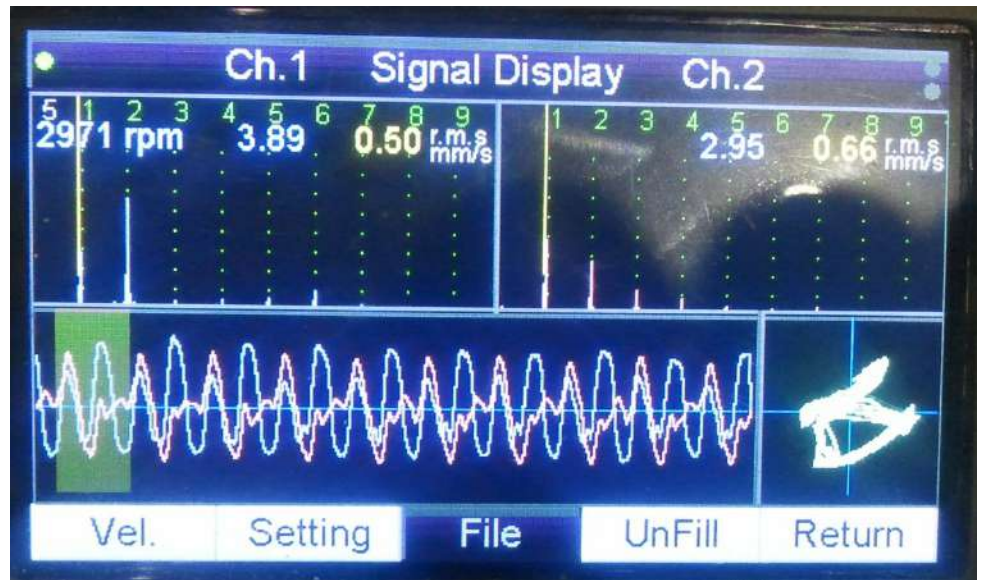 Ch.1 Signal Display Ch.2
5 1 2 3 4 5 6 7 8 9
2971 rpm 3.89 0.50 r.m.s mm/s
1 2 3 4 5 6 7 8 9
2.95 0.66 r.m.s mm/s
Vel. Setting File UnFill Return